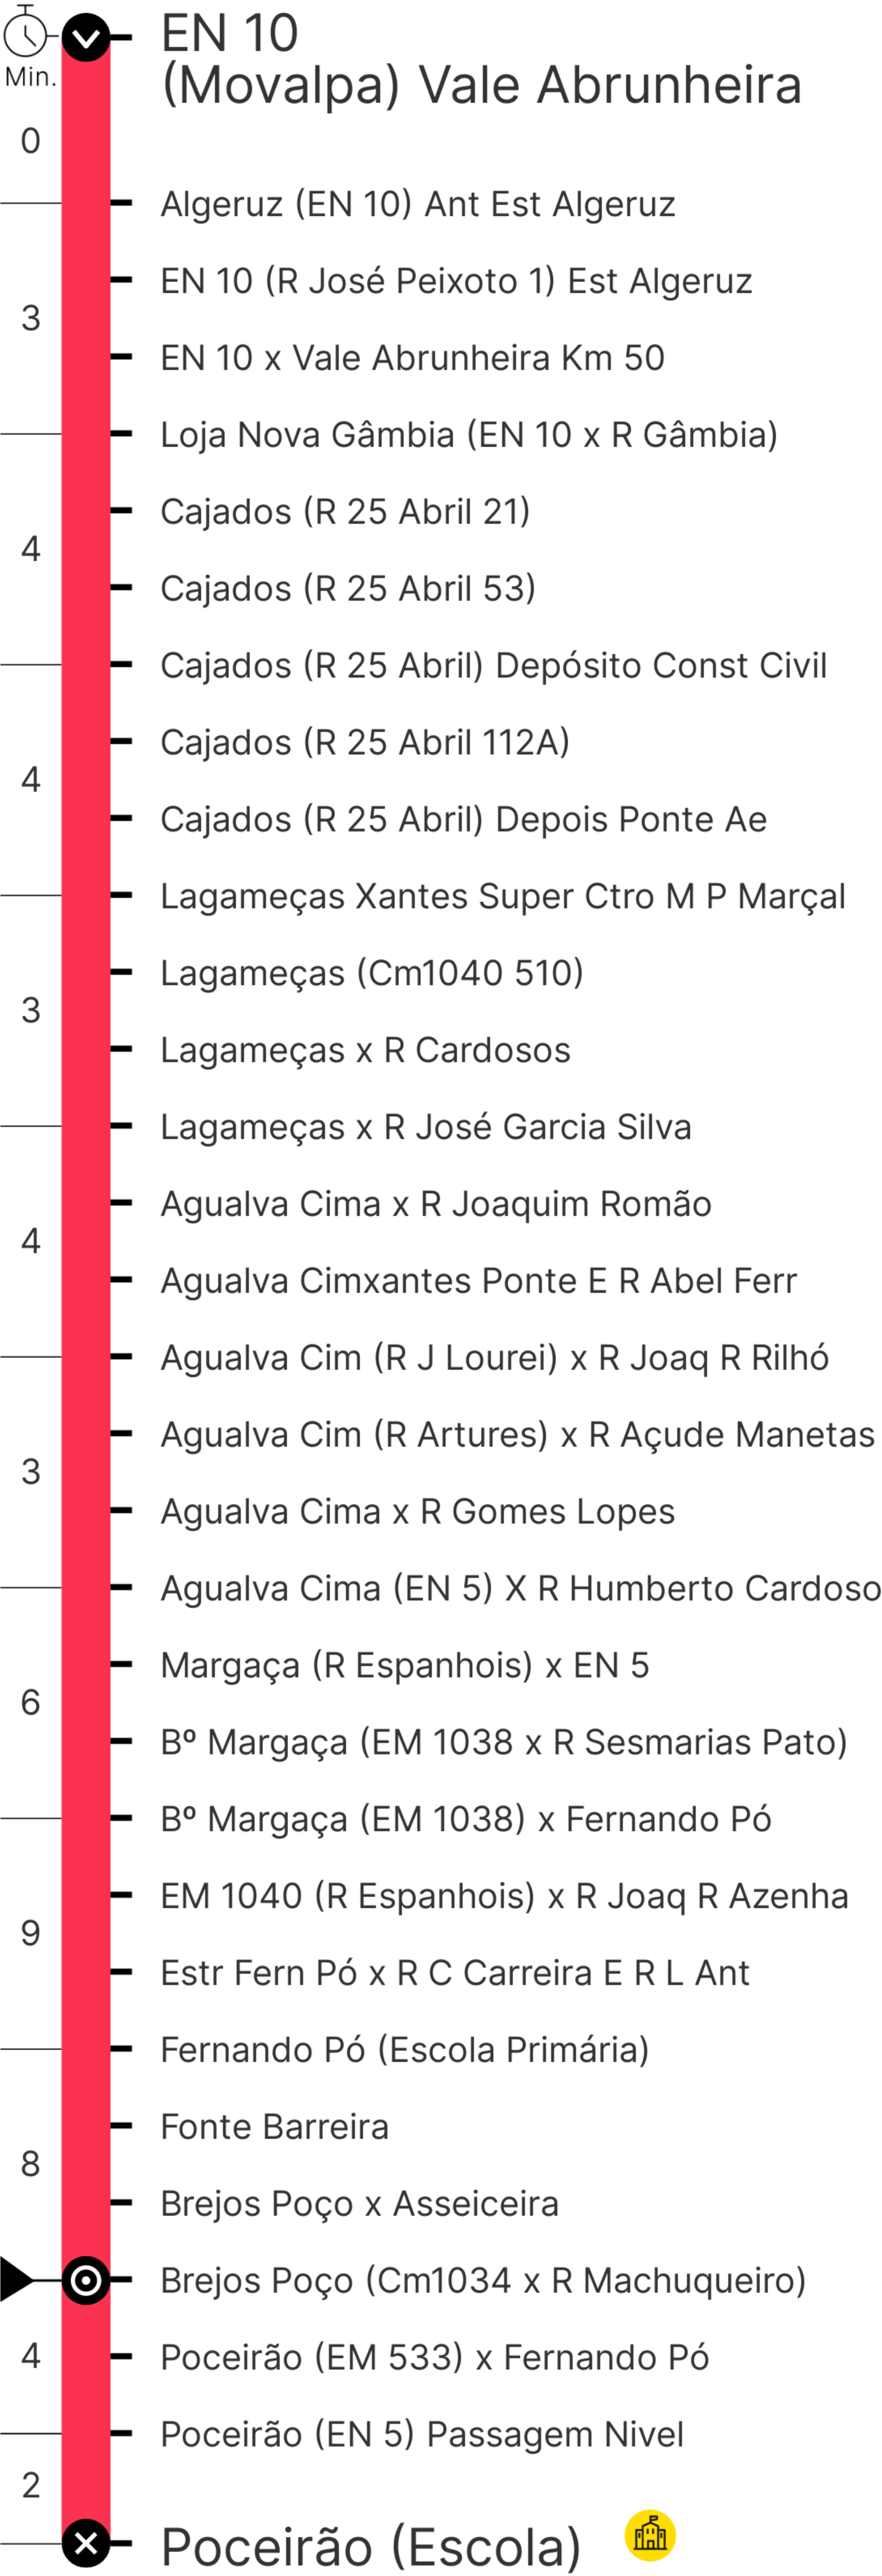 EN 10
(Movalpa) Vale Abrunheira
Min.
0
Algeruz (EN 10) Ant Est Algeruz
EN 10 (R José Peixoto 1) Est Algeruz
3
EN 10 x Vale Abrunheira Km 50
Loja Nova Gâmbia (EN 10 x R Gâmbia)
Cajados (R 25 Abril 21)
4
Cajados (R 25 Abril 53)
Cajados (R 25 Abril) Depósito Const Civil
Cajados (R 25 Abril 112A)
4
Cajados (R 25 Abril) Depois Ponte Ae
Lagameças Xantes Super Ctro M P Marçal
Lagameças (Cm1040 510)
3
Lagameças x R Cardosos
Lagameças x R José Garcia Silva
Agualva Cima x R Joaquim Romão
4
Agualva Cimxantes Ponte E R Abel Ferr
Agualva Cim (R J Lourei) x R Joaq R Rilhó
Agualva Cim (R Artures) x R Açude Manetas
3
Agualva Cima x R Gomes Lopes
Agualva Cima (EN 5) X R Humberto Cardoso
Margaça (R Espanhois) x EN 5
6
Bº Margaça (EM 1038 x R Sesmarias Pato)
Bº Margaça (EM 1038) x Fernando Pó
EM 1040 (R Espanhois) x R Joaq R Azenha
9
Estr Fern Pó x R C Carreira E R L Ant
Fernando Pó (Escola Primária)
Fonte Barreira
8
Brejos Poço x Asseiceira
Brejos Poço (Cm1034 x R Machuqueiro)
4
Poceirão (EM 533) x Fernando Pó
Poceirão (EN 5) Passagem Nivel
2
Poceirão (Escola)